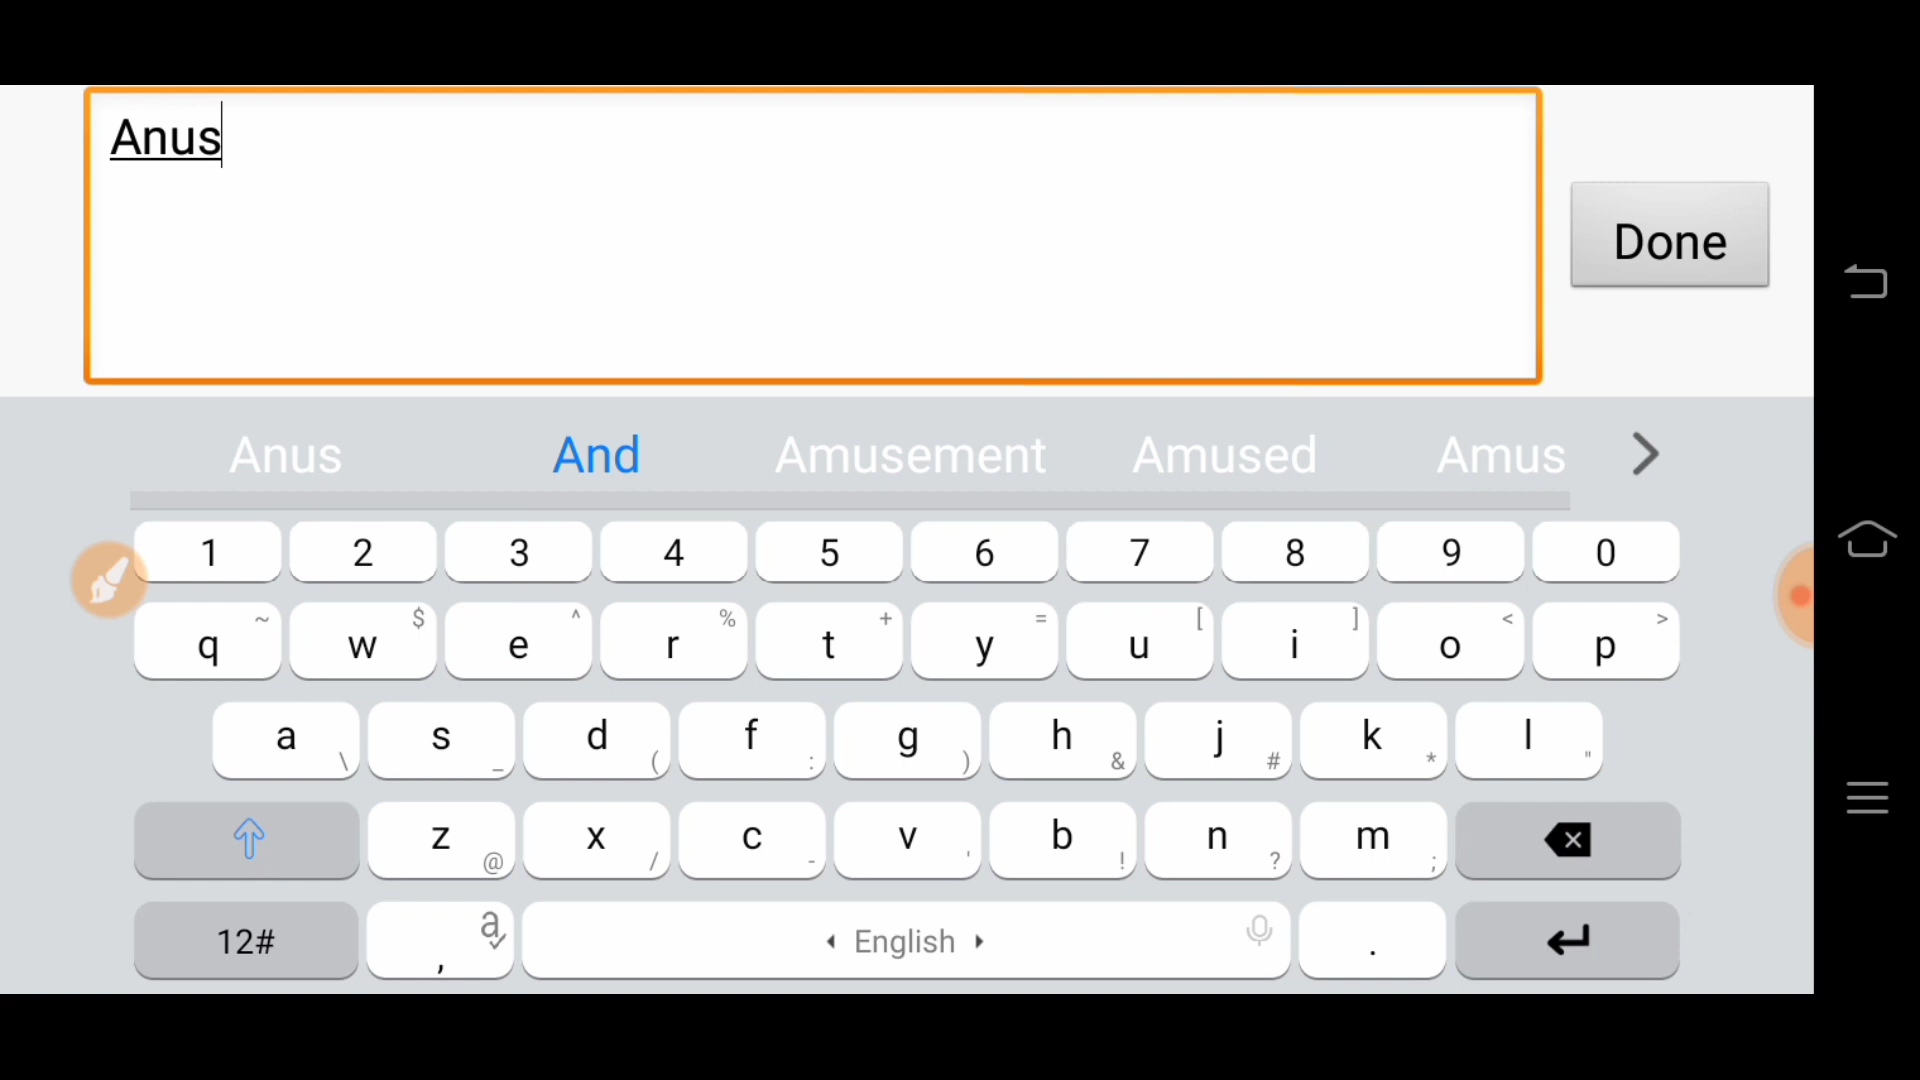 Anus
Done
Anus And Amusement Amused Amus
1 2 3 4 5 6 7 8 9 0
~ $ ^ % + = [ ] < >
q w e r t y u i o p
a s d f g h j k l
\ _ ( : ) & # * "
z x c v b n m
@ / - ' ! ? ;
12# , a English .